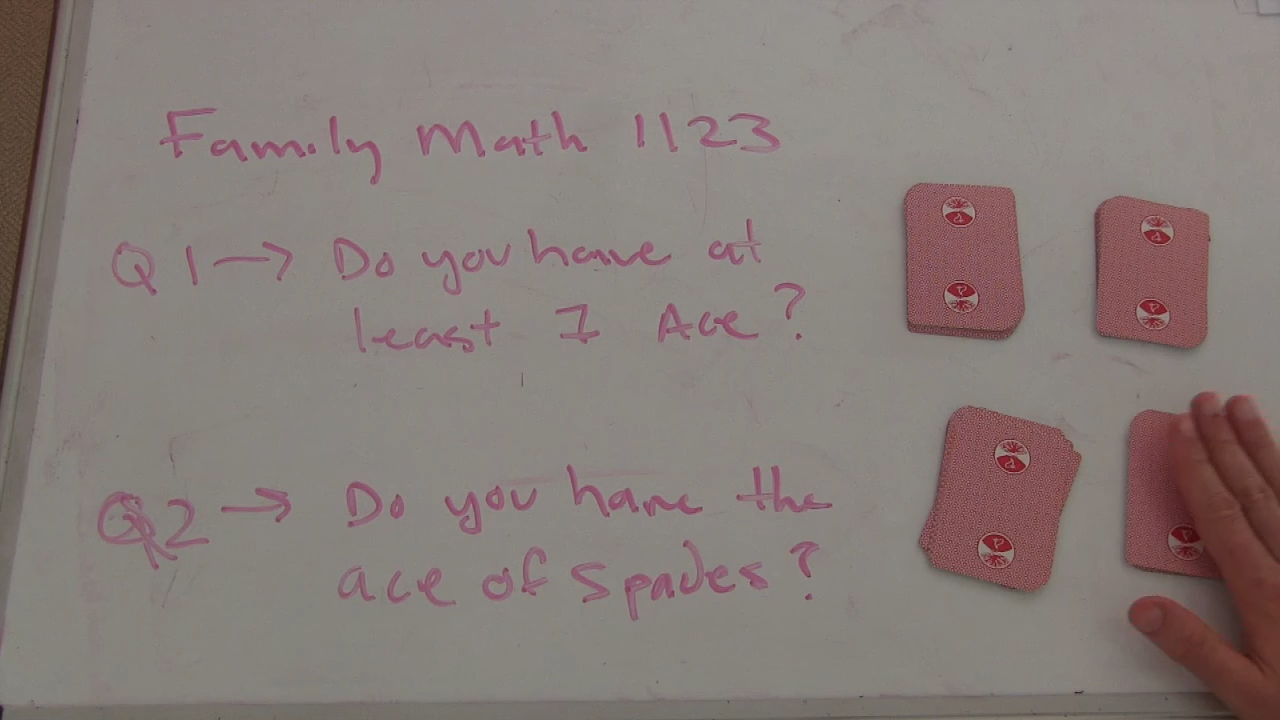 Family Math 1123
Q1 → Do you have at
least 1 Ace?
Q2 → Do you have the
ace of spades?